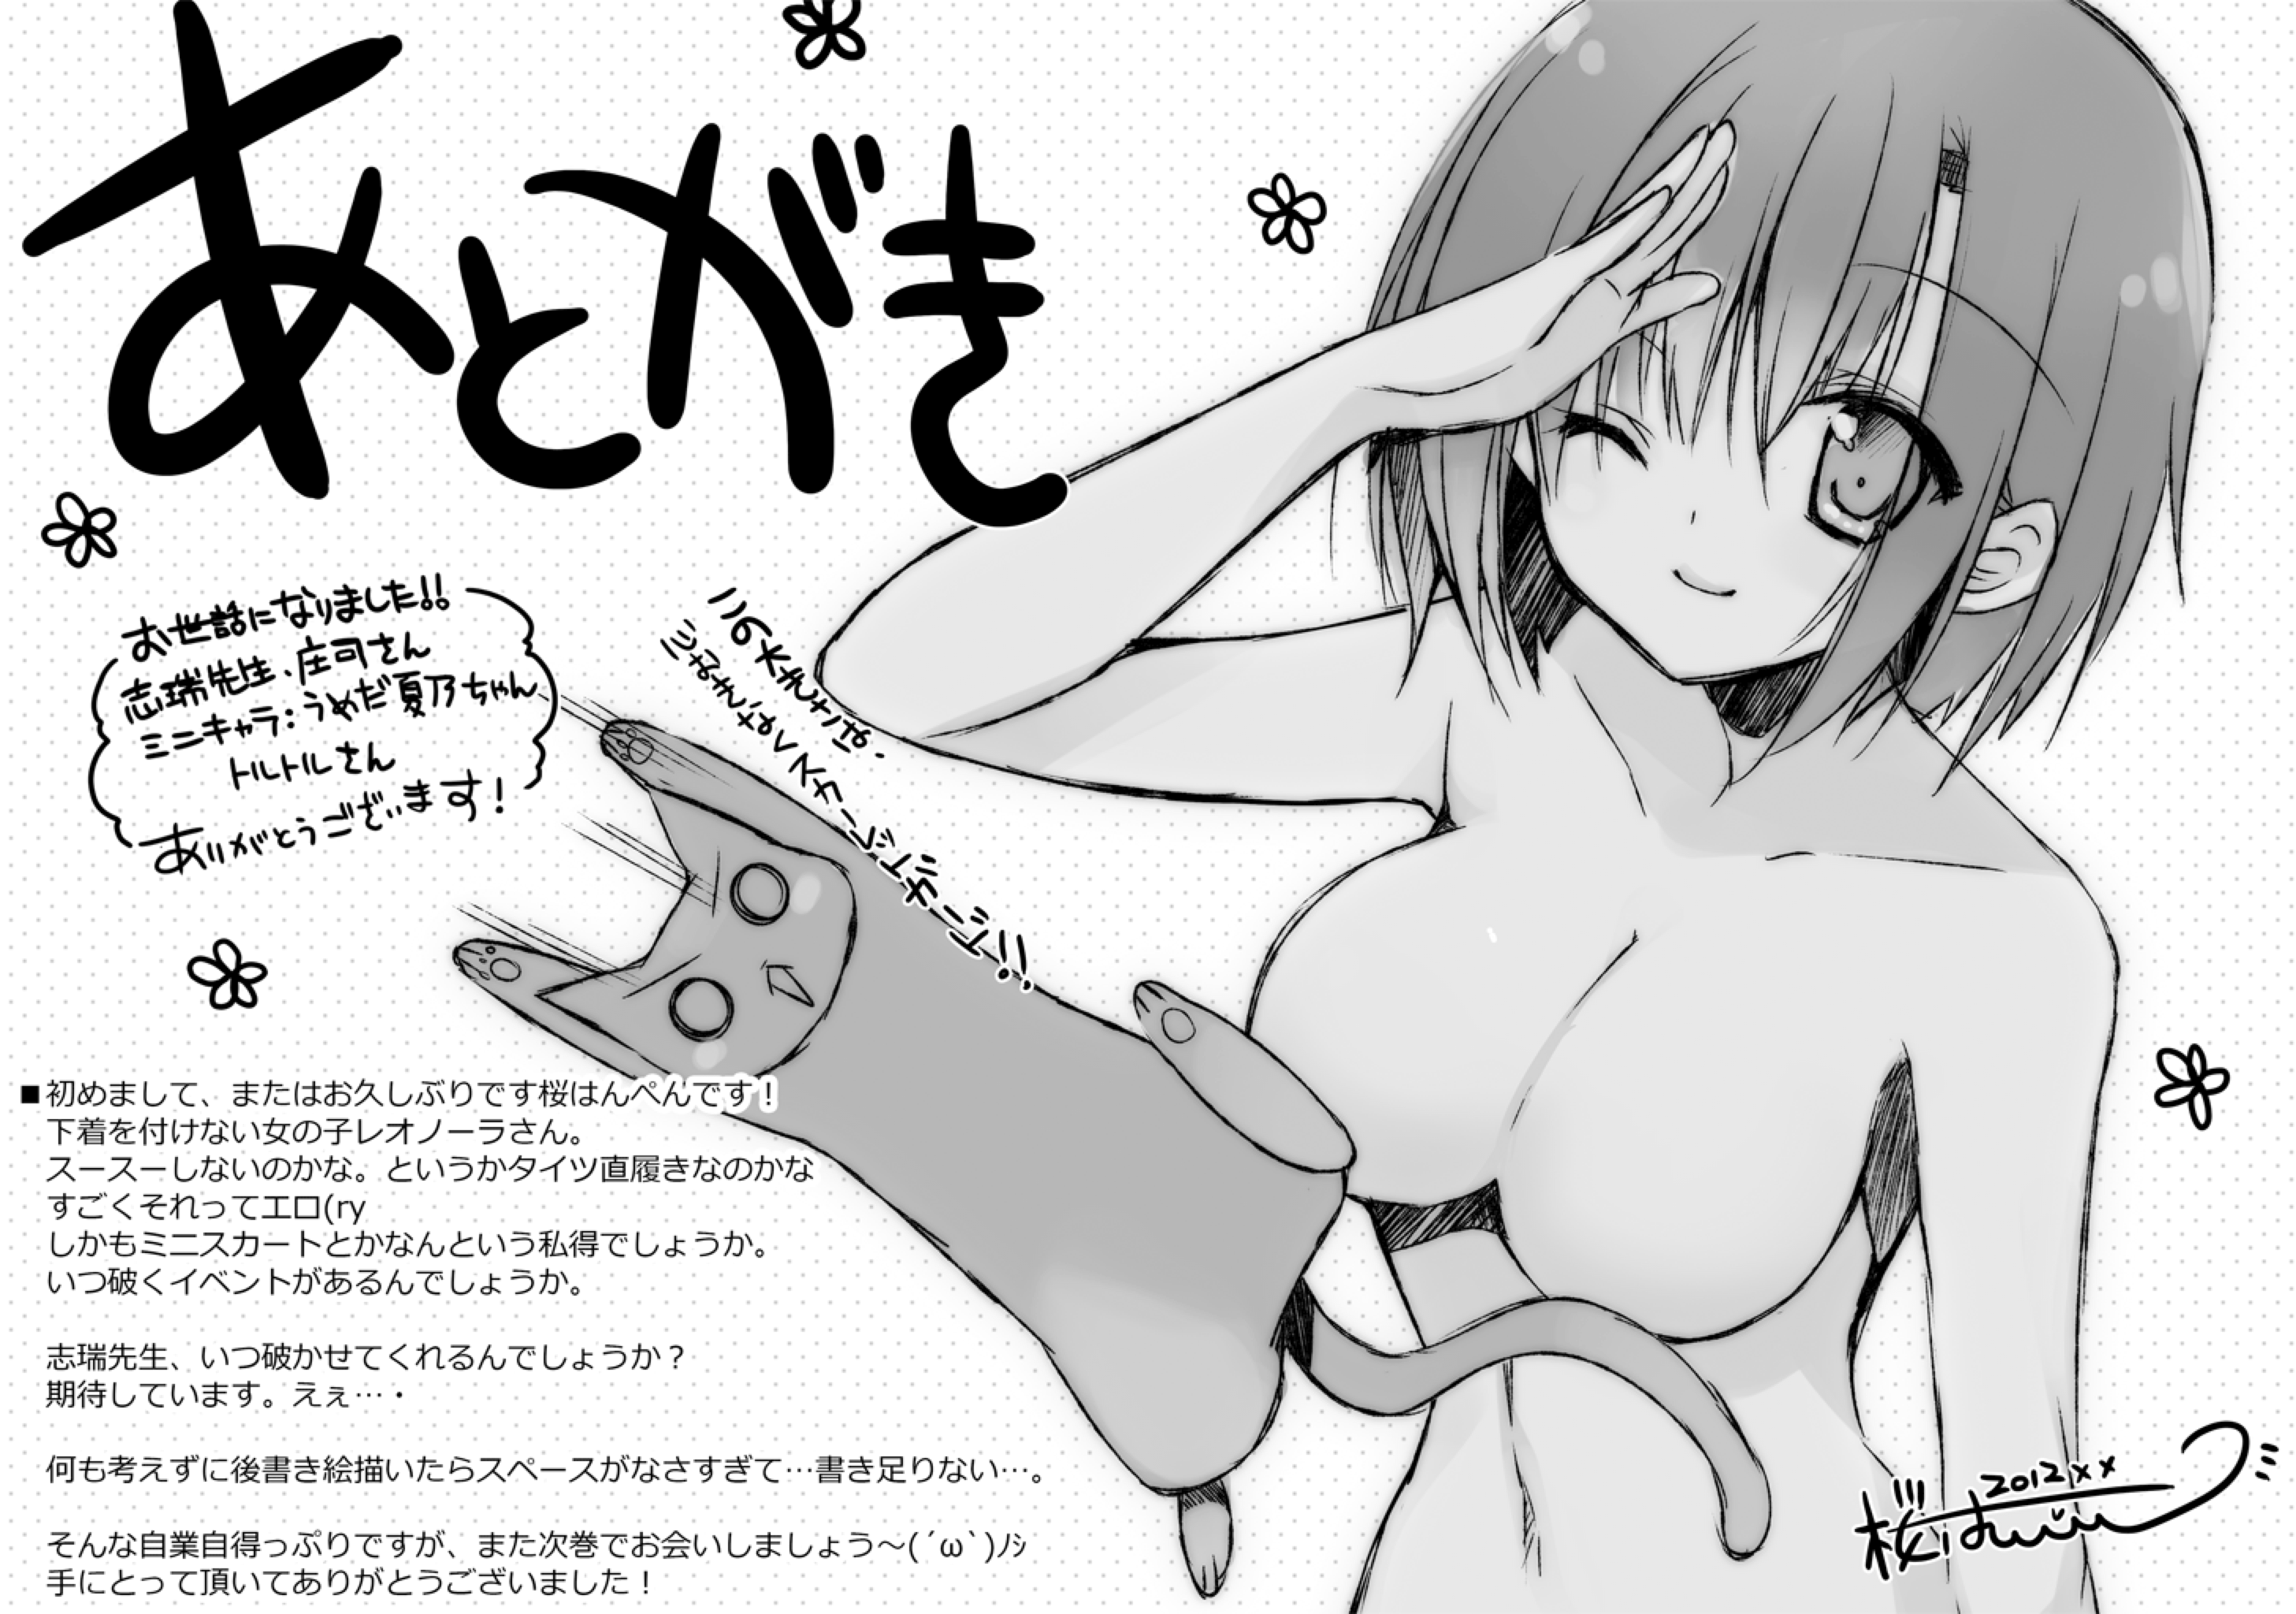 あとがき
お世話になりました!!
志瑞先生、庄司さん
ミニキャラ:うめだ夏乃ちゃん
トルトルさん
ありがとうございます!
■初めまして、またはお久しぶりです桜はんぺんです!
下着を付けない女の子レオノーラさん。
スースーしないのかな。というかタイツ直履きなのかな
すごくそれってエロ(ry
しかもミニスカートとかなんという私得でしょうか。
いつ破くイベントがあるんでしょうか。
志瑞先生、いつ破かせてくれるんでしょうか?
期待しています。えぇ…・
何も考えずに後書き絵描いたらスペースがなさすぎて…書き足りない…。
そんな自業自得っぷりですが、また次巻でお会いしましょう~(´ω`)ﾉｼ
手にとって頂いてありがとうございました!
2012xx
桜はんぺん